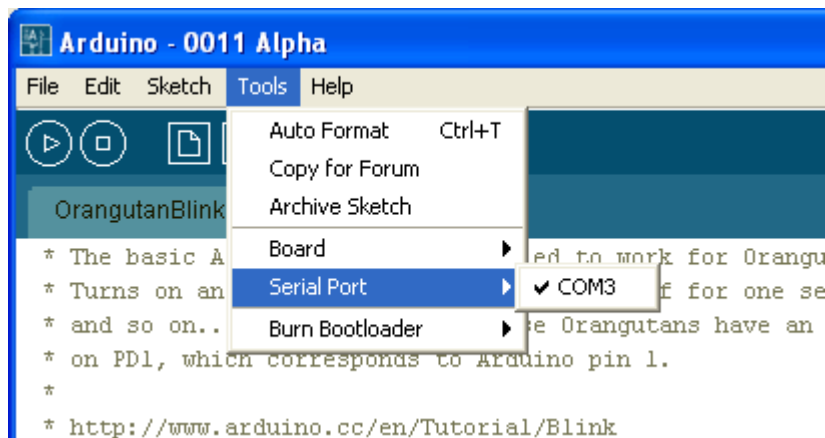 Arduino - 0011 Alpha
File Edit Sketch Tools Help
Auto Format Ctrl+T
Copy for Forum
OrangutanBlink Archive Sketch
* The basic A Board ed to work for Orangu
* Turns on an Serial Port COM3 f for one se
* and so on.. Burn Bootloader se Orangutans have an
* on PD1, which corresponds to Arduino pin 1.
*
* http://www.arduino.cc/en/Tutorial/Blink